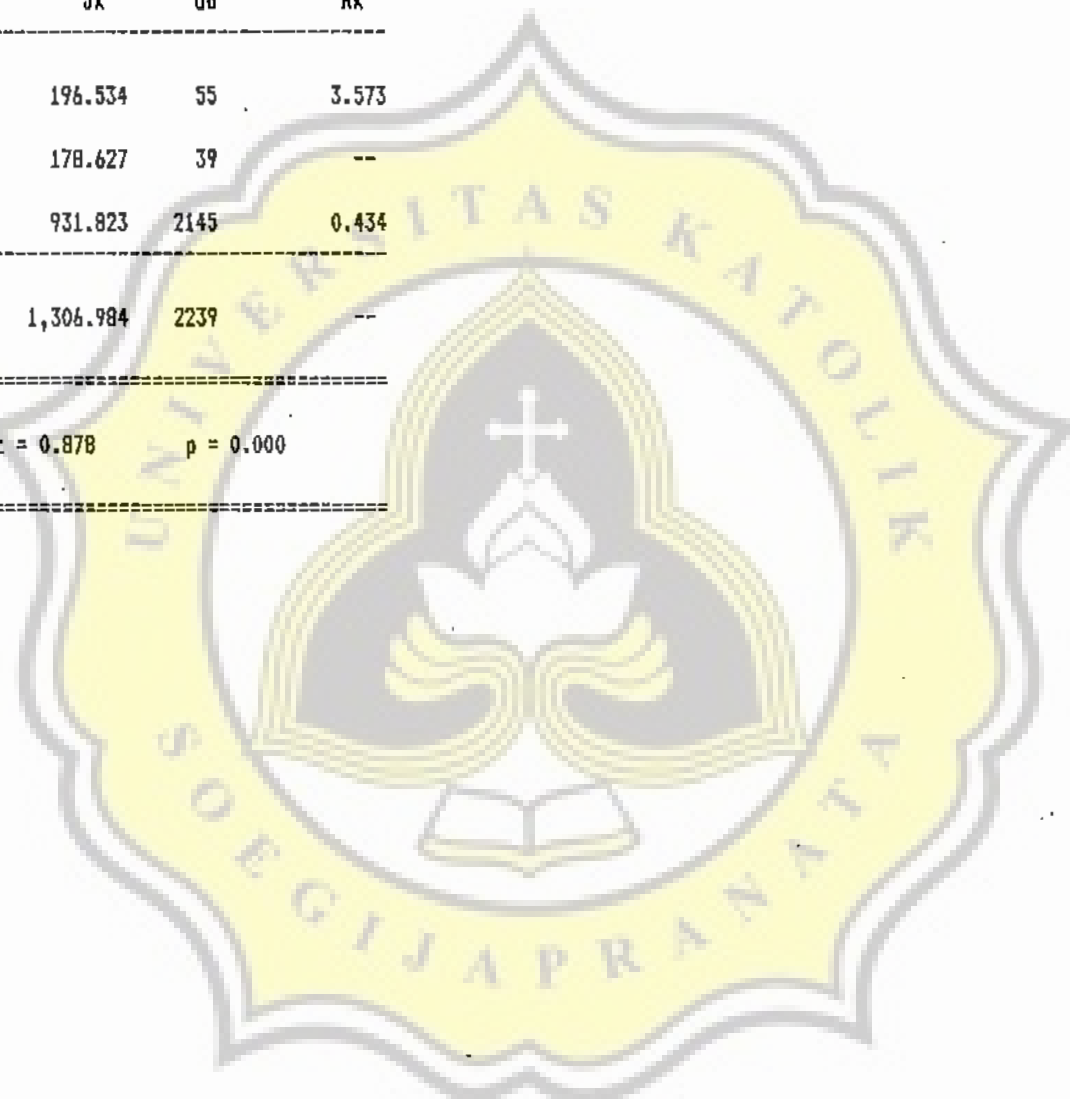 JK db RK
196.534 55 3.573
178.627 39 --
931.823 2145 0.434
1,306.984 2239 --
= 0.878 p = 0.000
UNIVERSITAS KATOLIK
SOEGIJAPRANATA